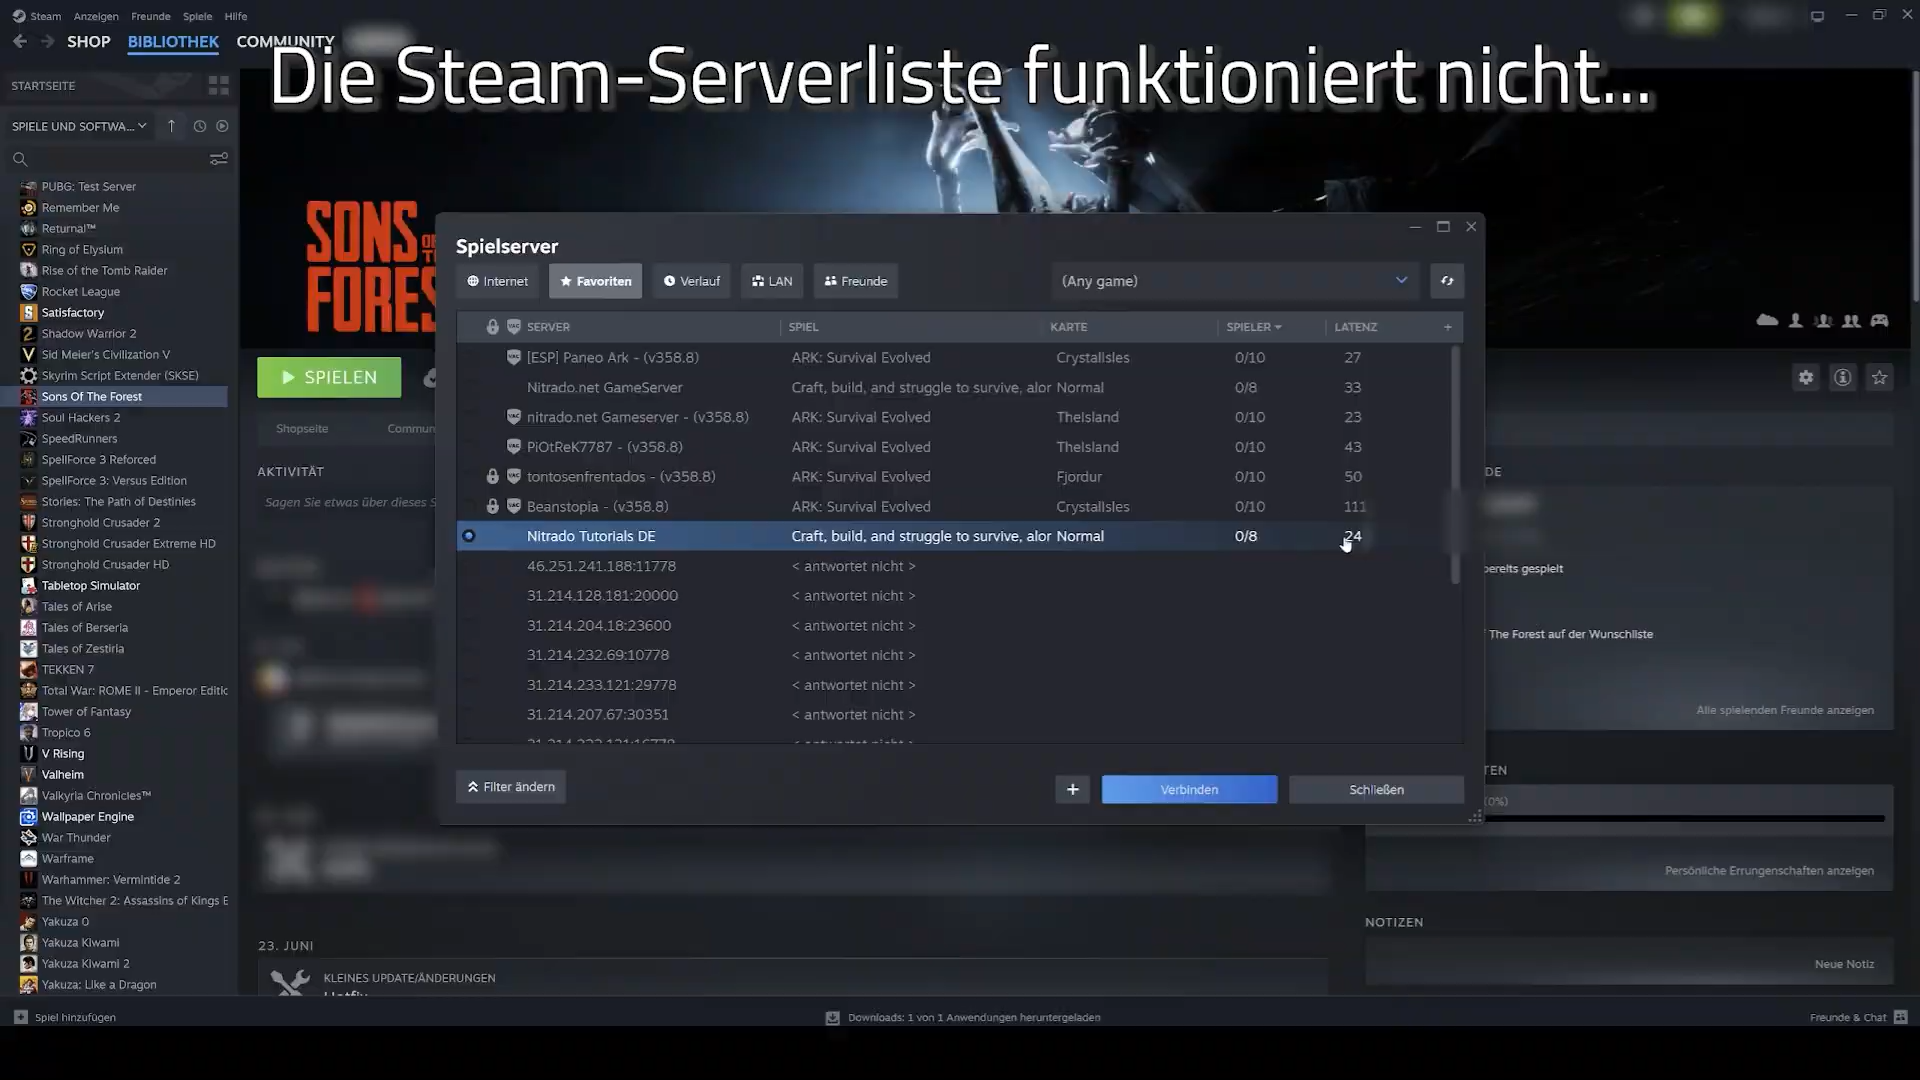 Steam Anzeigen Freunde Spiele Hilfe
SHOP BIBLIOTHEK COMMUNITY
Die Steam-Serverliste funktioniert nicht...
STARTSEITE
SPIELE UND SOFTWA...
PUBG: Test Server
Remember Me
Returnal™
Ring of Elysium
Rise of the Tomb Raider
Rocket League
Satisfactory
Shadow Warrior 2
Sid Meier's Civilization V
Skyrim Script Extender (SKSE)
Sons Of The Forest
Soul Hackers 2
SpeedRunners
SpellForce 3 Reforced
SpellForce 3: Versus Edition
Stories: The Path of Destinies
Stronghold Crusader 2
Stronghold Crusader Extreme HD
Stronghold Crusader HD
Tabletop Simulator
Tales of Arise
Tales of Berseria
Tales of Zestiria
TEKKEN 7
Total War: ROME II - Emperor Editic
Tower of Fantasy
Tropico 6
V Rising
Valheim
Valkyria Chronicles™
Wallpaper Engine
War Thunder
Warframe
Warhammer: Vermintide 2
The Witcher 2: Assassins of Kings E
Yakuza 0
Yakuza Kiwami
Yakuza Kiwami 2
Yakuza: Like a Dragon
Spiel hinzufügen
SONS OF
FORES
SPIELEN
Shopseite Commun
AKTIVITÄT
Sagen Sie etwas über dieses S
Spielserver
Internet Favoriten Verlauf LAN Freunde (Any game)
SERVER SPIEL KARTE SPIELER LATENZ +
[ESP] Paneo Ark - (v358.8) ARK: Survival Evolved CrystalIsles 0/10 27
Nitrado.net GameServer Craft, build, and struggle to survive, alor Normal 0/8 33
nitrado.net Gameserver - (v358.8) ARK: Survival Evolved TheIsland 0/10 23
PiOtReK7787 - (v358.8) ARK: Survival Evolved TheIsland 0/10 43
tontosenfrentados - (v358.8) ARK: Survival Evolved Fjordur 0/10 50
Beanstopia - (v358.8) ARK: Survival Evolved CrystalIsles 0/10 111
Nitrado Tutorials DE Craft, build, and struggle to survive, alor Normal 0/8 24
46.251.241.188:11778 < antwortet nicht >
31.214.128.181:20000 < antwortet nicht >
31.214.204.18:23600 < antwortet nicht >
31.214.232.69:10778 < antwortet nicht >
31.214.233.121:29778 < antwortet nicht >
31.214.207.67:30351 < antwortet nicht >
Filter ändern + Verbinden Schließen
DE
bereits gespielt
The Forest auf der Wunschliste
Alle spielenden Freunde anzeigen
TEN
(0%)
Persönliche Errungenschaften anzeigen
NOTIZEN
Neue Notiz
23. JUNI
KLEINES UPDATE/ÄNDERUNGEN
Downloads: 1 von 1 Anwendungen heruntergeladen
Freunde & Chat